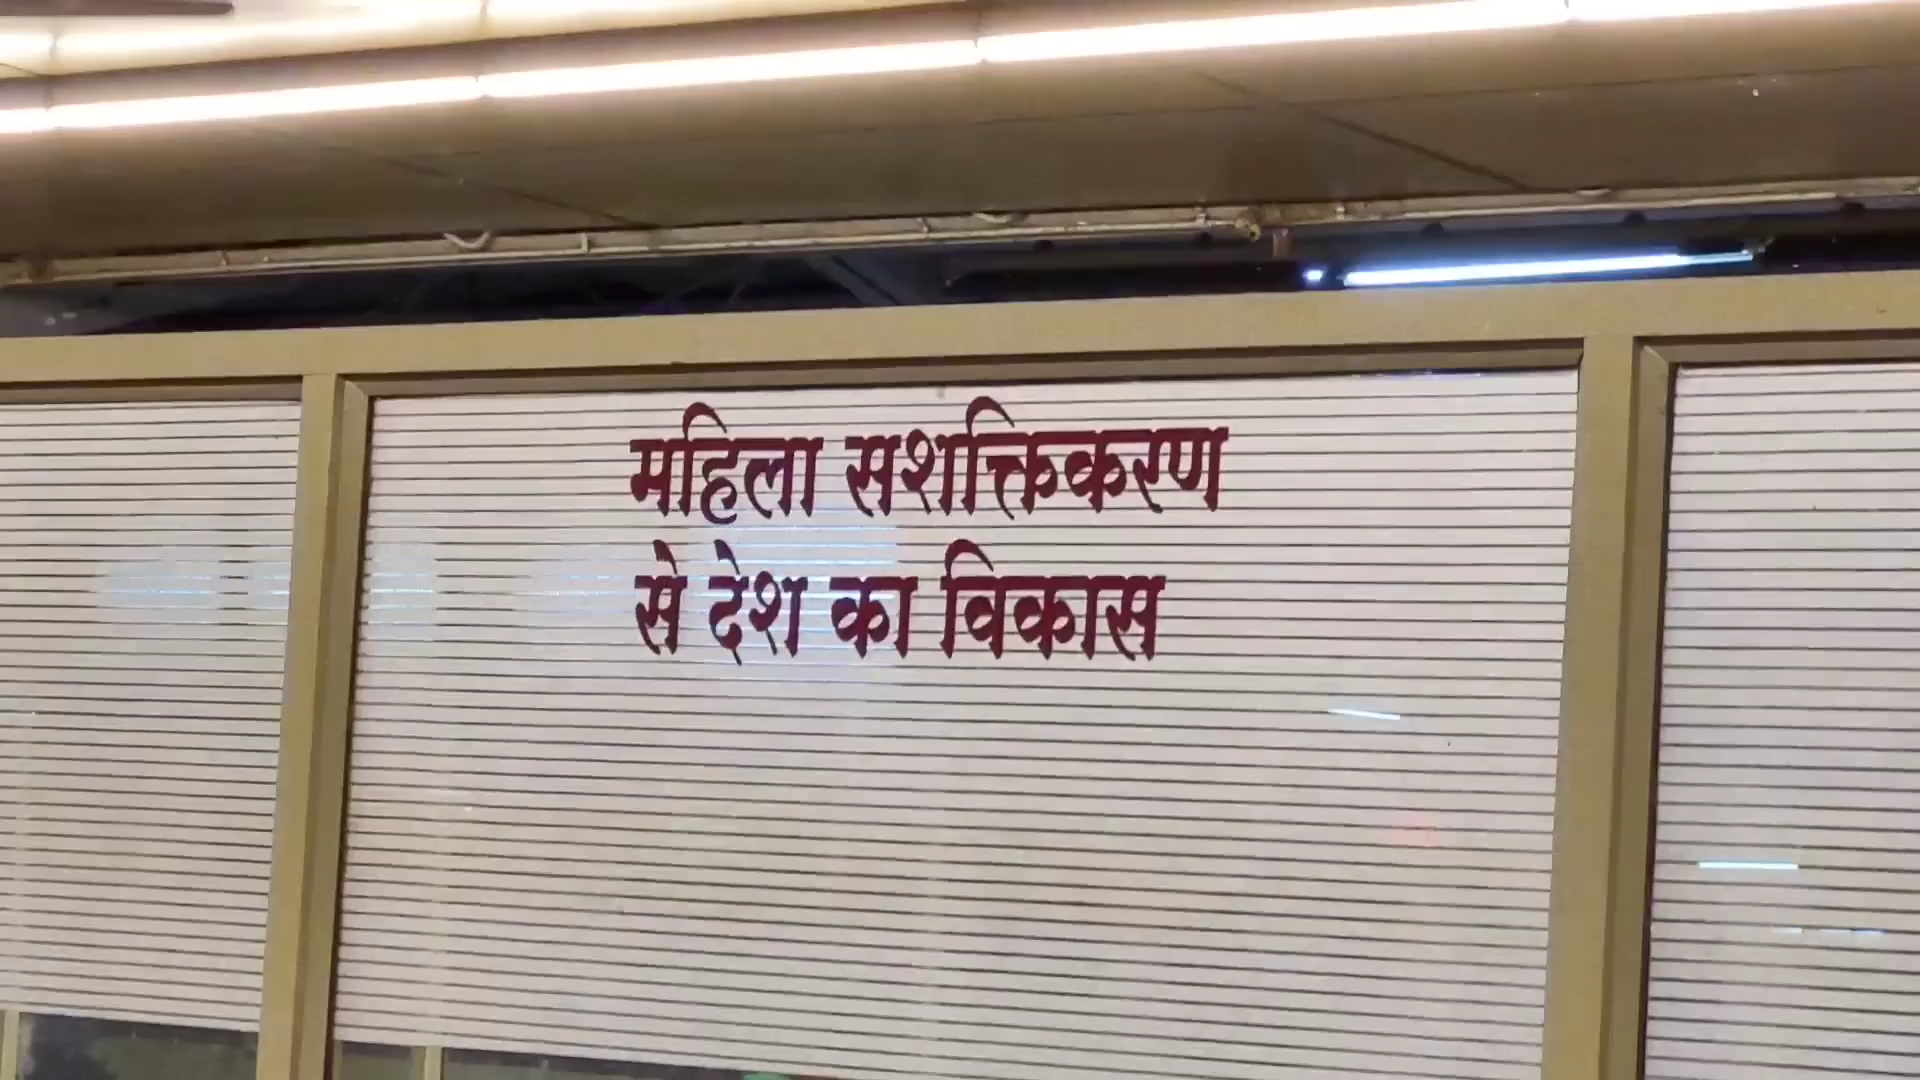 महिला सशक्तिकरण
से देश का विकास